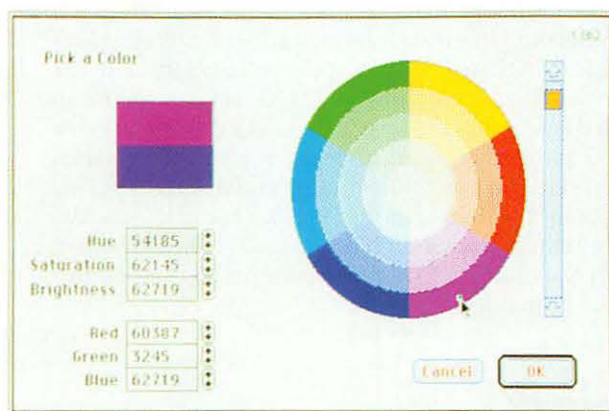 Pick a Color
Hue 54185
Saturation 62145
Brightness 62719
Red 60387
Green 3245
Blue 62719
Cancel
OK